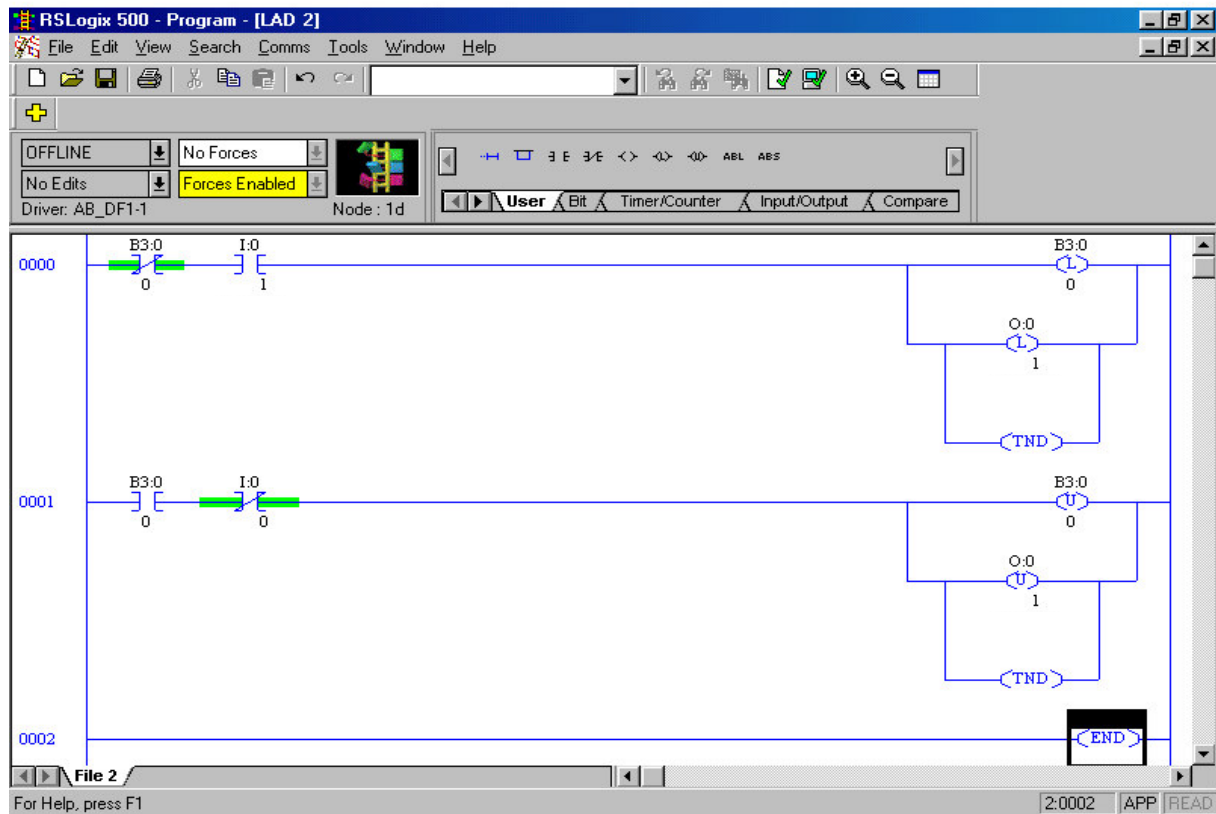 RSLogix 500 - Program - [LAD 2]
File Edit View Search Comms Tools Window Help
OFFLINE No Forces
No Edits Forces Enabled
Driver: AB_DF1-1 Node : 1d
ABL ABS
User Bit Timer/Counter Input/Output Compare
B3:0 I:0 B3:0
0000 L
0 1 0
O:0
L
1
TND
B3:0 I:0 B3:0
0001 U
0 0 0
O:0
U
1
TND
0002 END
File 2
For Help, press F1 2:0002 APP READ